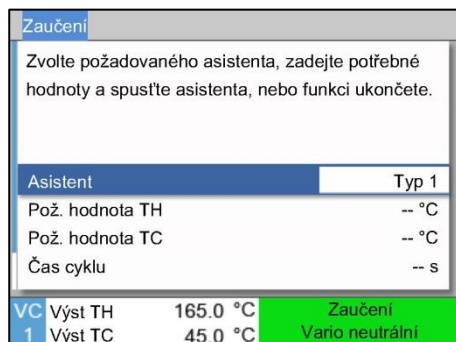 Zaučení
Zvolte požadovaného asistenta, zadejte potřebné
hodnoty a spusťte asistenta, nebo funkci ukončete.
Asistent Typ 1
Pož. hodnota TH -- °C
Pož. hodnota TC -- °C
Čas cyklu -- s
VC Výst TH 165.0 °C Zaučení
1 Výst TC 45.0 °C Vario neutrální